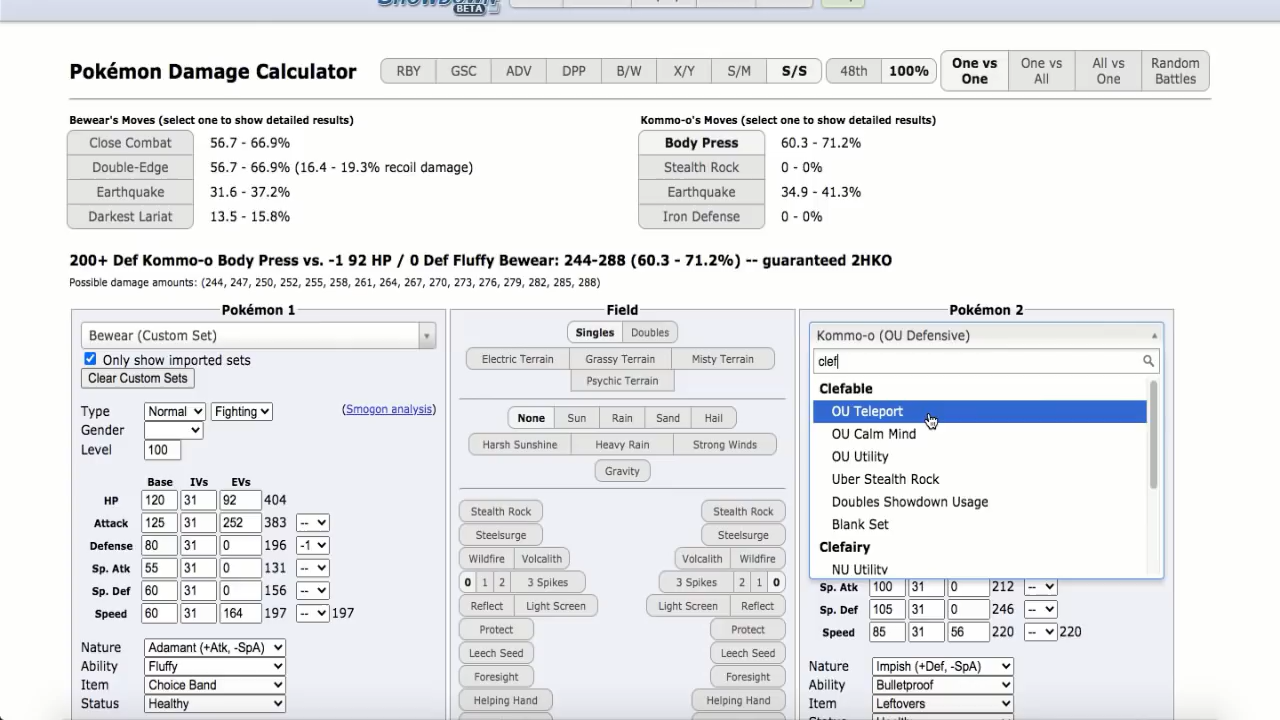 SHOWDOWN
BETA
Pokémon Damage Calculator
RBY GSC ADV DPP B/W X/Y S/M S/S
48th 100%
One vs One
One vs All
All vs One
Random Battles
Bewear's Moves (select one to show detailed results)
Close Combat 56.7 - 66.9%
Double-Edge 56.7 - 66.9% (16.4 - 19.3% recoil damage)
Earthquake 31.6 - 37.2%
Darkest Lariat 13.5 - 15.8%
Kommo-o's Moves (select one to show detailed results)
Body Press 60.3 - 71.2%
Stealth Rock 0 - 0%
Earthquake 34.9 - 41.3%
Iron Defense 0 - 0%
200+ Def Kommo-o Body Press vs. -1 92 HP / 0 Def Fluffy Bewear: 244-288 (60.3 - 71.2%) -- guaranteed 2HKO
Possible damage amounts: (244, 247, 250, 252, 255, 258, 261, 264, 267, 270, 273, 276, 279, 282, 285, 288)
Pokémon 1
Bewear (Custom Set)
Only show imported sets
Clear Custom Sets
Type Normal Fighting (Smogon analysis)
Gender
Level 100
Base IVs EVs
HP 120 31 92 404
Attack 125 31 252 383 --
Defense 80 31 0 196 -1
Sp. Atk 55 31 0 131 --
Sp. Def 60 31 0 156 --
Speed 60 31 164 197 -- 197
Nature Adamant (+Atk, -SpA)
Ability Fluffy
Item Choice Band
Status Healthy
Field
Singles Doubles
Electric Terrain Grassy Terrain Misty Terrain
Psychic Terrain
None Sun Rain Sand Hail
Harsh Sunshine Heavy Rain Strong Winds
Gravity
Stealth Rock Stealth Rock
Steelsurge Steelsurge
Wildfire Volcalith Volcalith Wildfire
0 1 2 3 Spikes 3 Spikes 2 1 0
Reflect Light Screen Light Screen Reflect
Protect Protect
Leech Seed Leech Seed
Foresight Foresight
Helping Hand Helping Hand
Pokémon 2
Kommo-o (OU Defensive)
clef
Clefable
OU Teleport
OU Calm Mind
OU Utility
Uber Stealth Rock
Doubles Showdown Usage
Blank Set
Clefairy
NU Utility
Sp. Atk 100 31 0 212 --
Sp. Def 105 31 0 246 --
Speed 85 31 56 220 -- 220
Nature Impish (+Def, -SpA)
Ability Bulletproof
Item Leftovers